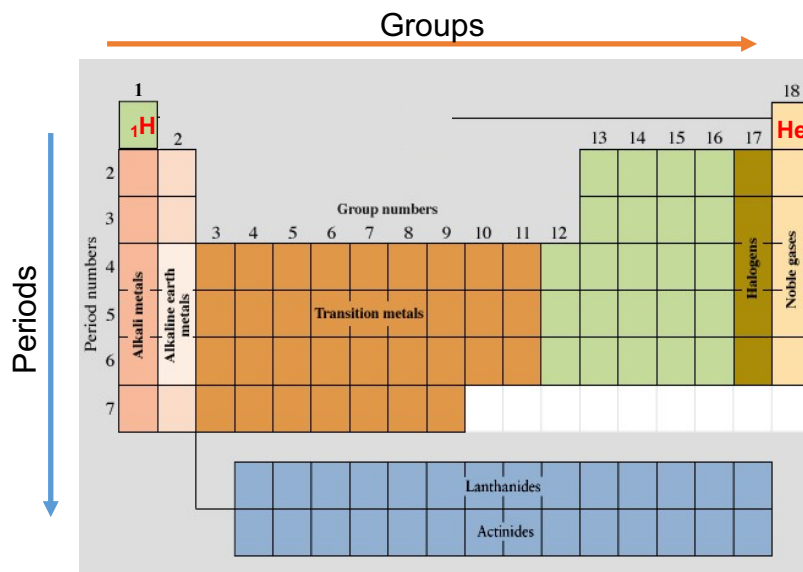 Groups
1
18
₁H
He
2
13 14 15 16 17
2
3
Group numbers
3 4 5 6 7 8 9 10 11 12
4
5
6
7
Periods
Period numbers
Alkali metals
Alkaline earth
metals
Transition metals
Halogens
Noble gases
Lanthanides
Actinides